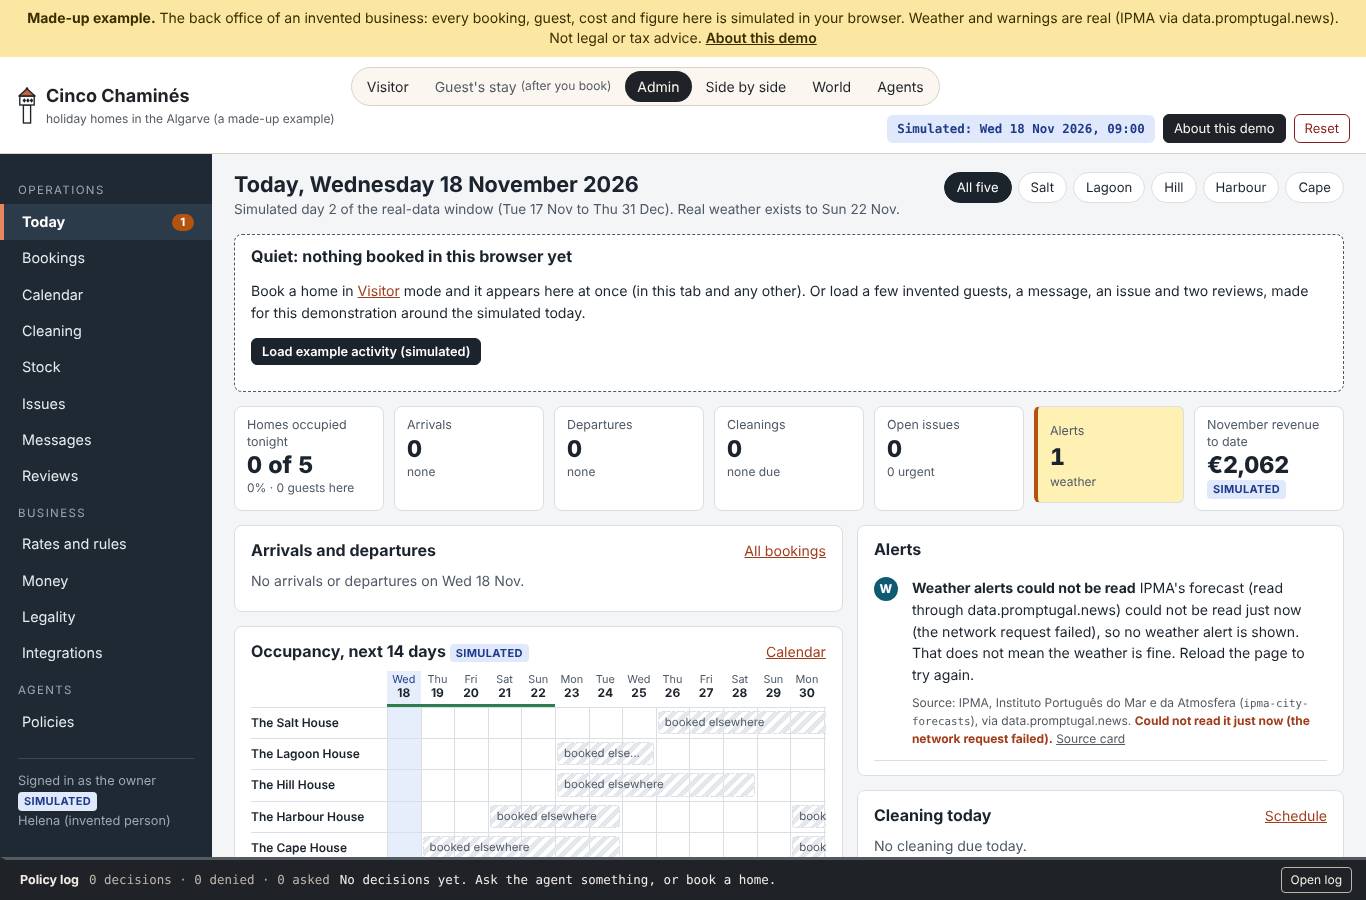 Made-up example. The back office of an invented business: every booking, guest, cost and figure here is simulated in your browser. Weather and warnings are real (IPMA via data.promptugal.news).
Not legal or tax advice. About this demo
Cinco Chaminés
holiday homes in the Algarve (a made-up example)
Visitor
Guest's stay (after you book)
Admin
Side by side
World
Agents
Simulated: Wed 18 Nov 2026, 09:00
About this demo
Reset
OPERATIONS
Today 1
Bookings
Calendar
Cleaning
Stock
Issues
Messages
Reviews
BUSINESS
Rates and rules
Money
Legality
Integrations
AGENTS
Policies
Signed in as the owner
SIMULATED
Helena (invented person)
Today, Wednesday 18 November 2026
Simulated day 2 of the real-data window (Tue 17 Nov to Thu 31 Dec). Real weather exists to Sun 22 Nov.
All five
Salt
Lagoon
Hill
Harbour
Cape
Quiet: nothing booked in this browser yet
Book a home in Visitor mode and it appears here at once (in this tab and any other). Or load a few invented guests, a message, an issue and two reviews, made
for this demonstration around the simulated today.
Load example activity (simulated)
Homes occupied
tonight
0 of 5
0% · 0 guests here
Arrivals
0
none
Departures
0
none
Cleanings
0
none due
Open issues
0
0 urgent
Alerts
1
weather
November revenue
to date
€2,062
SIMULATED
Arrivals and departures
All bookings
No arrivals or departures on Wed 18 Nov.
Occupancy, next 14 days SIMULATED
Calendar
Wed Thu Fri Sat Sun Mon Tue Wed Thu Fri Sat Sun Mon
18 19 20 21 22 23 24 25 26 27 28 29 30
The Salt House booked elsewhere
The Lagoon House booked else...
The Hill House booked elsewhere
The Harbour House booked elsewhere book
The Cape House booked elsewhere book
Alerts
W
Weather alerts could not be read IPMA's forecast (read
through data.promptugal.news) could not be read just now
(the network request failed), so no weather alert is shown.
That does not mean the weather is fine. Reload the page to
try again.
Source: IPMA, Instituto Português do Mar e da Atmosfera (ipma-city-
forecasts), via data.promptugal.news. Could not read it just now (the
network request failed). Source card
Cleaning today
Schedule
No cleaning due today.
Policy log 0 decisions · 0 denied · 0 asked No decisions yet. Ask the agent something, or book a home.
Open log